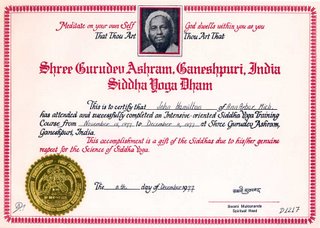 Meditate on your own Self God dwells within you as you
That Thou Art That Thou Art
Shree Gurudev Ashram, Ganeshpuri, India
Siddha Yoga Dham
This is to certify that John Hamilton of Ann Arbor Mich.
has attended and successfully completed an Intensive-oriented Siddha Yoga Training
Course from November 10, 1977 to December 8, 1977 at Shree Gurudev Ashram,
Ganeshpuri, India.
This accomplishment is a gift of the Siddhas due to his/her genuine
respect for the Science of Siddha Yoga.
The 8th day of December 1977
Swami Muktananda
Spiritual Head